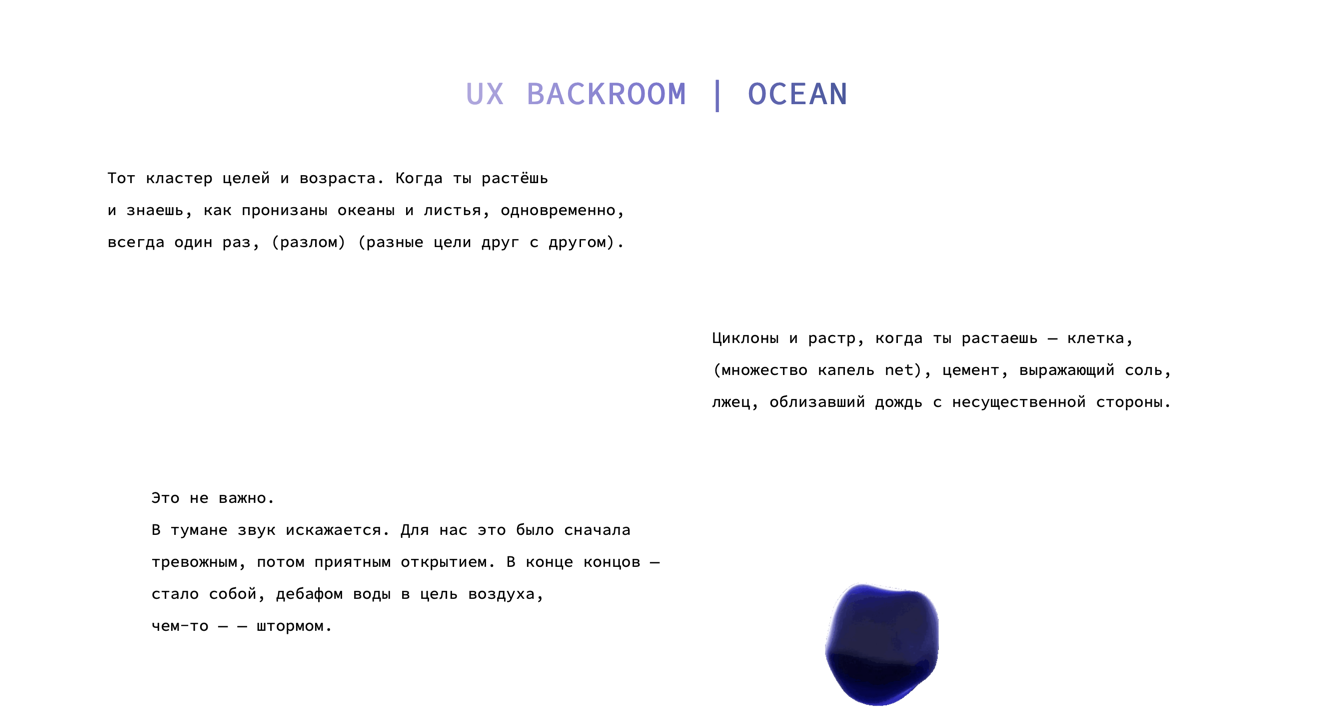 UX BACKROOM | OCEAN
Тот кластер целей и возраста. Когда ты растёшь
и знаешь, как пронизаны океаны и листья, одновременно,
всегда один раз, (разлом) (разные цели друг с другом).
Циклоны и растр, когда ты растаешь — клетка,
(множество капель net), цемент, выражающий соль,
лжец, облизавший дождь с несущественной стороны.
Это не важно.
В тумане звук искажается. Для нас это было сначала
тревожным, потом приятным открытием. В конце концов —
стало собой, дебафом воды в цель воздуха,
чем-то — — штормом.